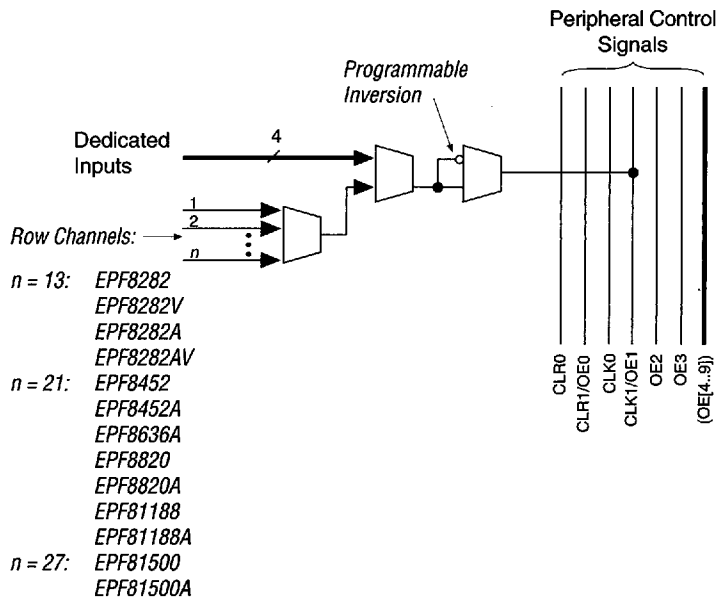 Peripheral Control
Signals
Programmable
Inversion
Dedicated
Inputs
4
1
2
n
Row Channels:
n = 13: EPF8282
EPF8282V
EPF8282A
EPF8282AV
n = 21: EPF8452
EPF8452A
EPF8636A
EPF8820
EPF8820A
EPF81188
EPF81188A
n = 27: EPF81500
EPF81500A
CLR0
CLR1/OE0
CLK0
CLK1/OE1
OE2
OE3
(OE[4..9])